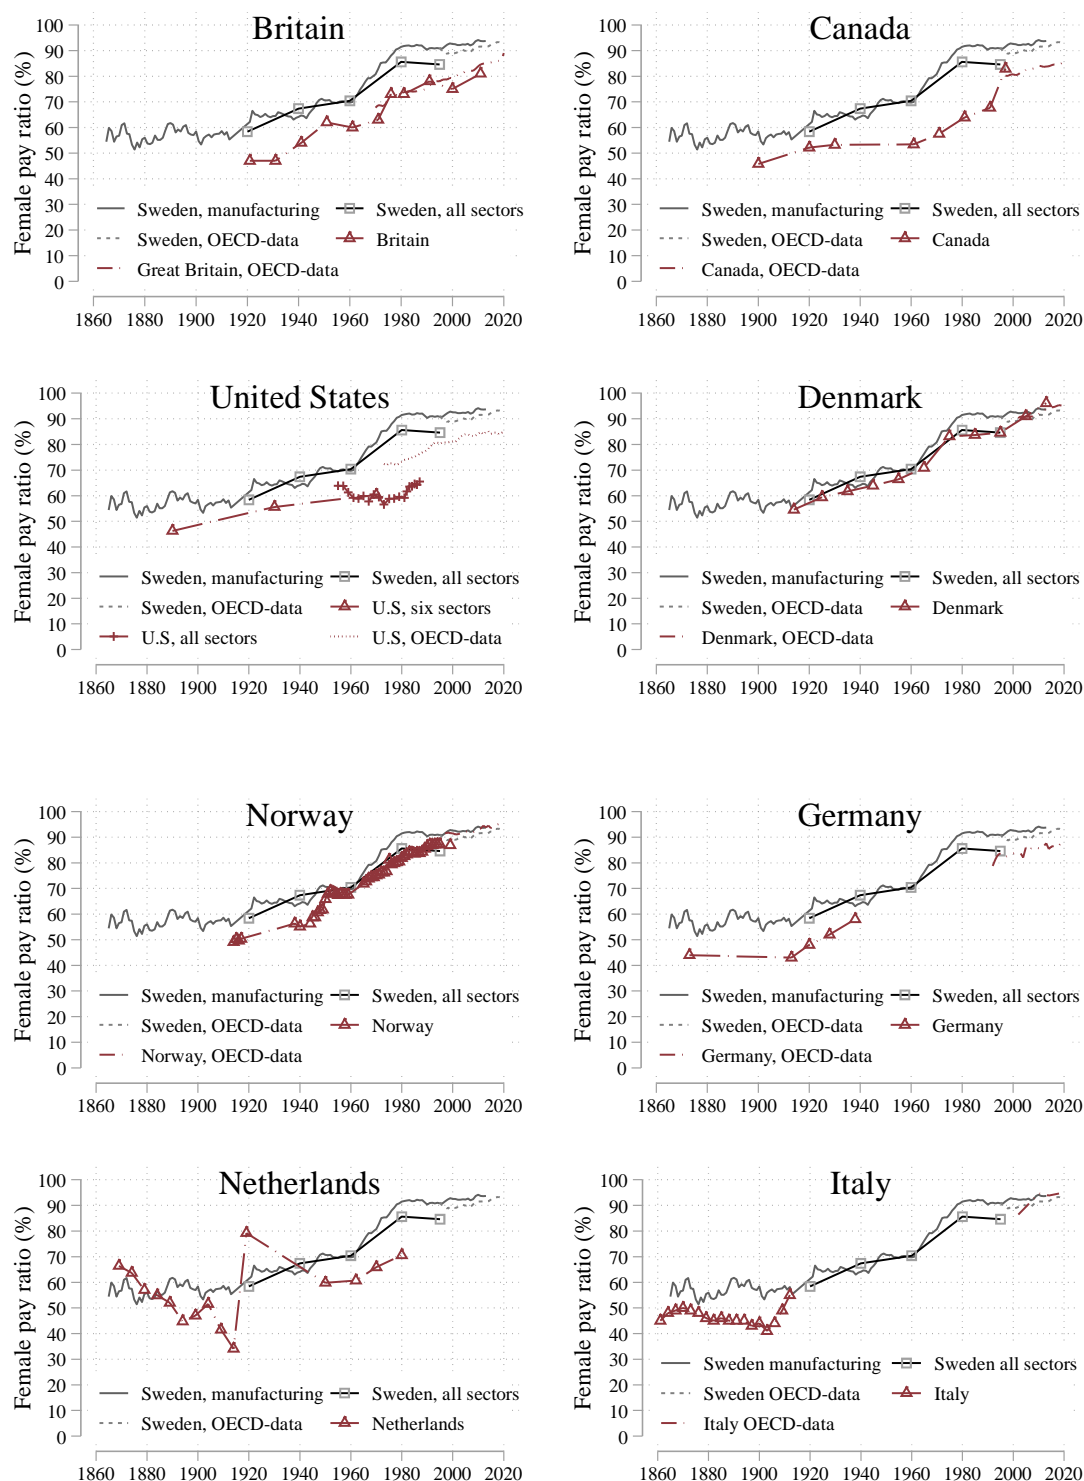 Britain
Female pay ratio (%)
100
90
80
70
60
50
40
30
20
10
0
Sweden, manufacturing Sweden, all sectors
Sweden, OECD-data Britain
Great Britain, OECD-data
1860 1880 1900 1920 1940 1960 1980 2000 2020
Canada
Female pay ratio (%)
100
90
80
70
60
50
40
30
20
10
0
Sweden, manufacturing Sweden, all sectors
Sweden, OECD-data Canada
Canada, OECD-data
1860 1880 1900 1920 1940 1960 1980 2000 2020
United States
Female pay ratio (%)
100
90
80
70
60
50
40
30
20
10
0
Sweden, manufacturing Sweden, all sectors
Sweden, OECD-data U.S, six sectors
U.S, all sectors U.S, OECD-data
1860 1880 1900 1920 1940 1960 1980 2000 2020
Denmark
Female pay ratio (%)
100
90
80
70
60
50
40
30
20
10
0
Sweden, manufacturing Sweden, all sectors
Sweden, OECD-data Denmark
Denmark, OECD-data
1860 1880 1900 1920 1940 1960 1980 2000 2020
Norway
Female pay ratio (%)
100
90
80
70
60
50
40
30
20
10
0
Sweden, manufacturing Sweden, all sectors
Sweden, OECD-data Norway
Norway, OECD-data
1860 1880 1900 1920 1940 1960 1980 2000 2020
Germany
Female pay ratio (%)
100
90
80
70
60
50
40
30
20
10
0
Sweden, manufacturing Sweden, all sectors
Sweden, OECD-data Germany
Germany, OECD-data
1860 1880 1900 1920 1940 1960 1980 2000 2020
Netherlands
Female pay ratio (%)
100
90
80
70
60
50
40
30
20
10
0
Sweden, manufacturing Sweden, all sectors
Sweden, OECD-data Netherlands
1860 1880 1900 1920 1940 1960 1980 2000 2020
Italy
Female pay ratio (%)
100
90
80
70
60
50
40
30
20
10
0
Sweden manufacturing Sweden all sectors
Sweden OECD-data Italy
Italy OECD-data
1860 1880 1900 1920 1940 1960 1980 2000 2020